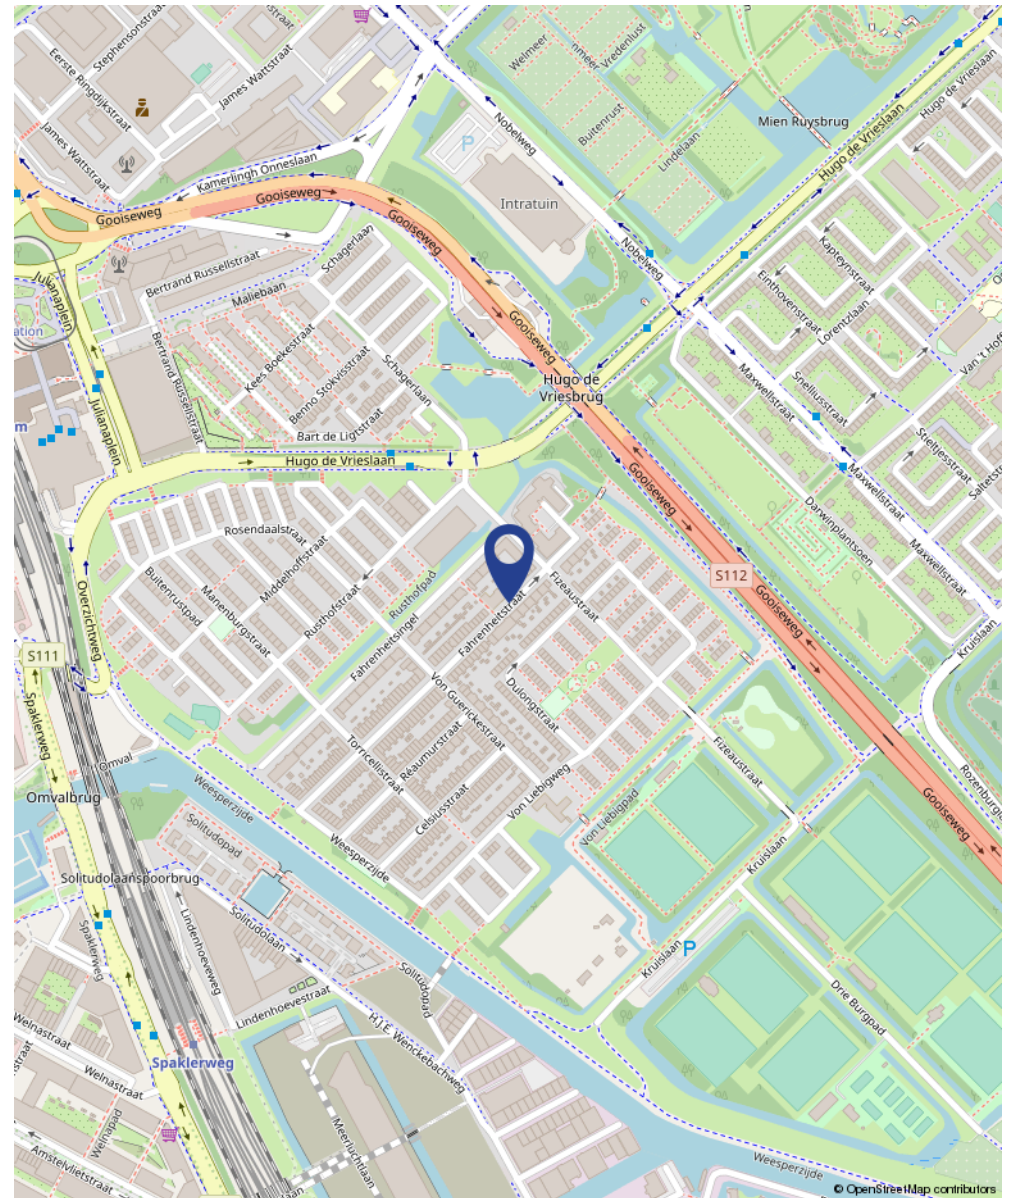 Stephensonstraat
Eerste Ringdijkstraat
James Wattstraat
James Wattstraat
Welmeer
Vredenlust
Buitenrust
Lindelaan
Mien Ruysbrug
Hugo de Vrieslaan
Hugo de Vrieslaan
Nobelweg
P
Kamerlingh Onneslaan
Gooiseweg
Gooiseweg
Gooiseweg
Intratuin
Nobelweg
Kapteynstraat
Einthovenstraat
Lorentzlaan
Julianaplein
Bertrand Russellstraat
Schagerlaan
Maliebaan
Gooiseweg
Kees Boekestraat
Benno Stokvisstraat
Schagerlaan
Bertrand Russellstraat
Julianaplein
Hugo de
Vriesbrug
Maxwellstraat
Snelliusstraat
Bart de Ligtstraat
Hugo de Vrieslaan
Gooiseweg
Stieltjesstraat
Maxwellstraat
Darwinplantsoen
Maxwellstraat
Rosendaalstraat
Middelhoffstraat
Buitenrustpad
Marienburgstraat
Rusthofstraat
Rusthofpad
Fahrenheitsingel
Fahrenheitstraat
Fizeaustraat
S112
Gooiseweg
Kruislaan
Overzichtweg
S111
Spaklerweg
Von Guerickestraat
Dulongstraat
Torricellistraat
Réaumurstraat
Celsiusstraat
Von Liebigweg
Fizeaustraat
Omval
Omvalbrug
Weesperzijde
Weesperzijde
Solitudopad
Von Liebigpad
Kruislaan
Gooiseweg
Solitudolaanspoorbrug
Solitudolaan
Lindenhoeveweg
Spaklerweg
Kruislaan
P
Solitudopad
Drie Burgpad
Lindenhoevestraat
H.J.E. Wenckebachweg
Welnastraat
Welnastraat
Welnapad
Spaklerweg
Amstelvlietstraat
Meerluchtlaan
Weesperzijde
© OpenStreetMap contributors